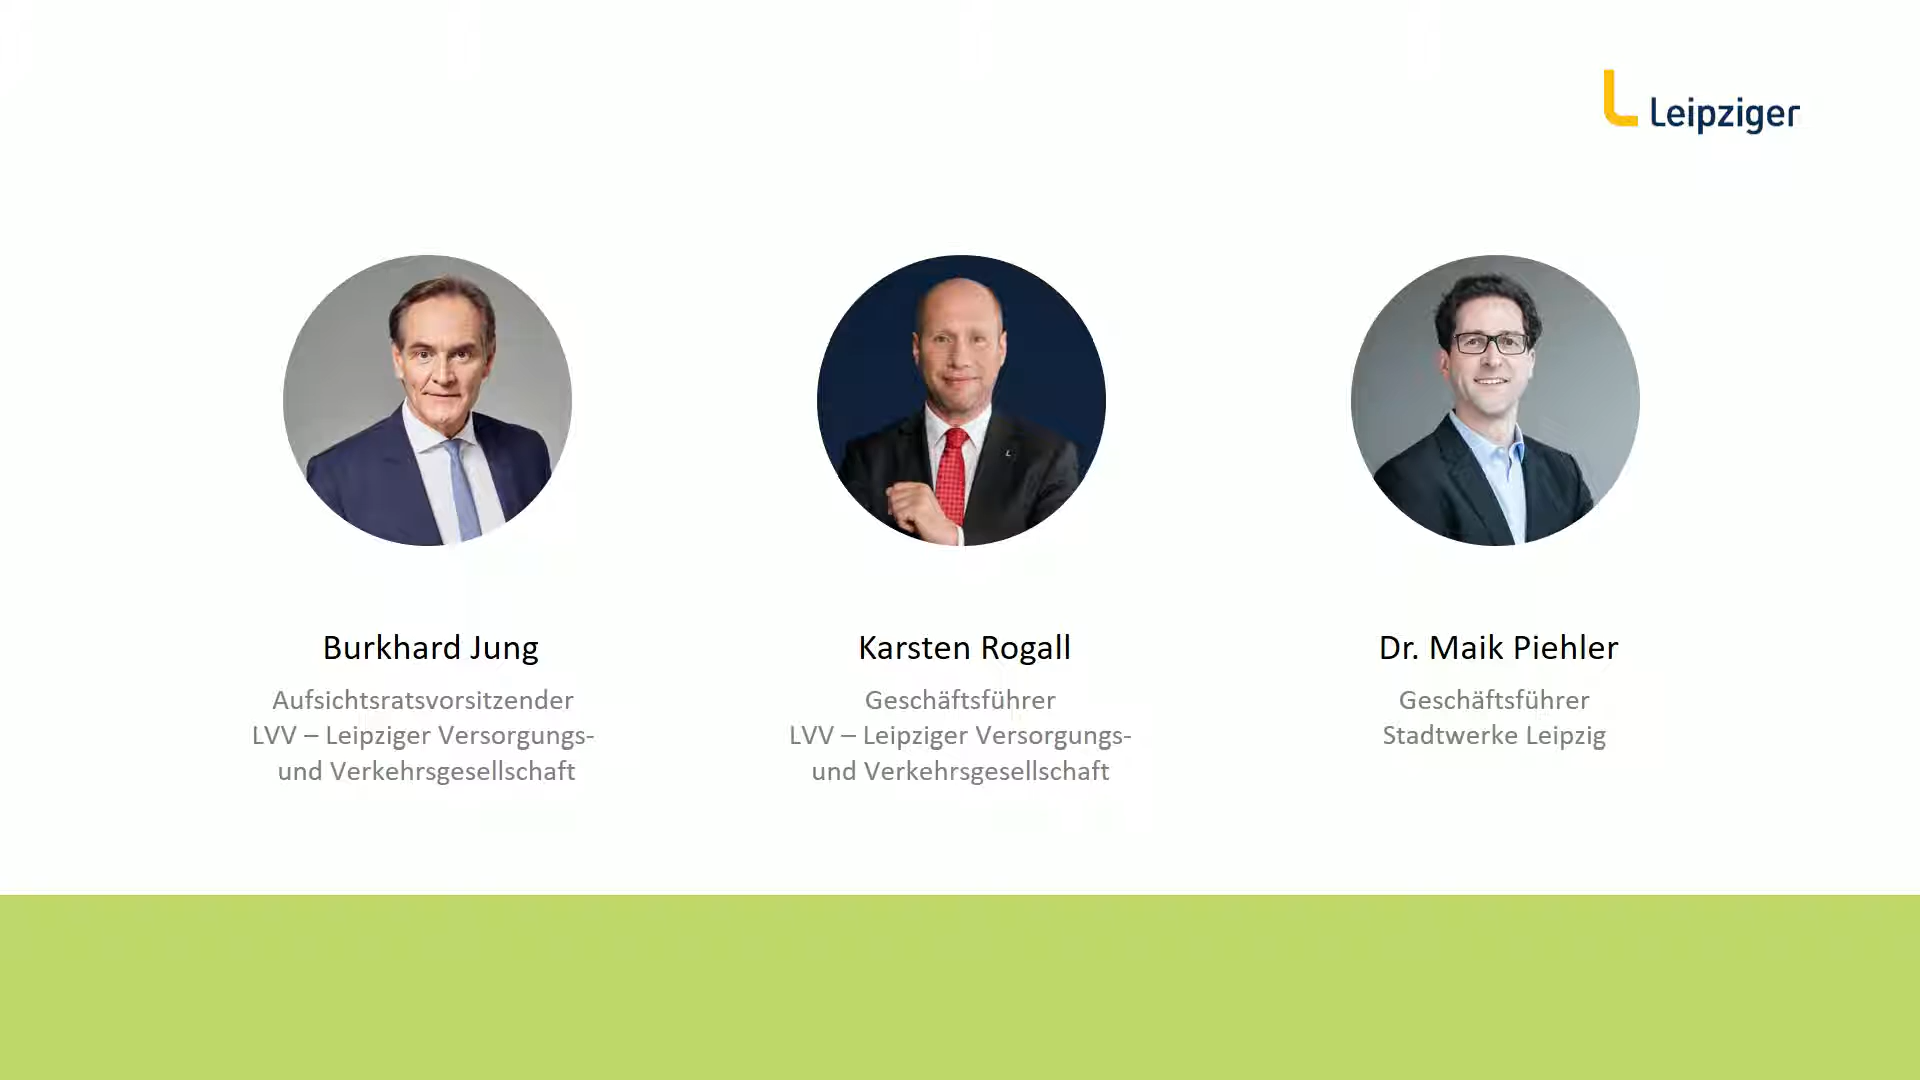 Leipziger
Burkhard Jung
Aufsichtsratsvorsitzender
LVV – Leipziger Versorgungs-
und Verkehrsgesellschaft
Karsten Rogall
Geschäftsführer
LVV – Leipziger Versorgungs-
und Verkehrsgesellschaft
Dr. Maik Piehler
Geschäftsführer
Stadtwerke Leipzig